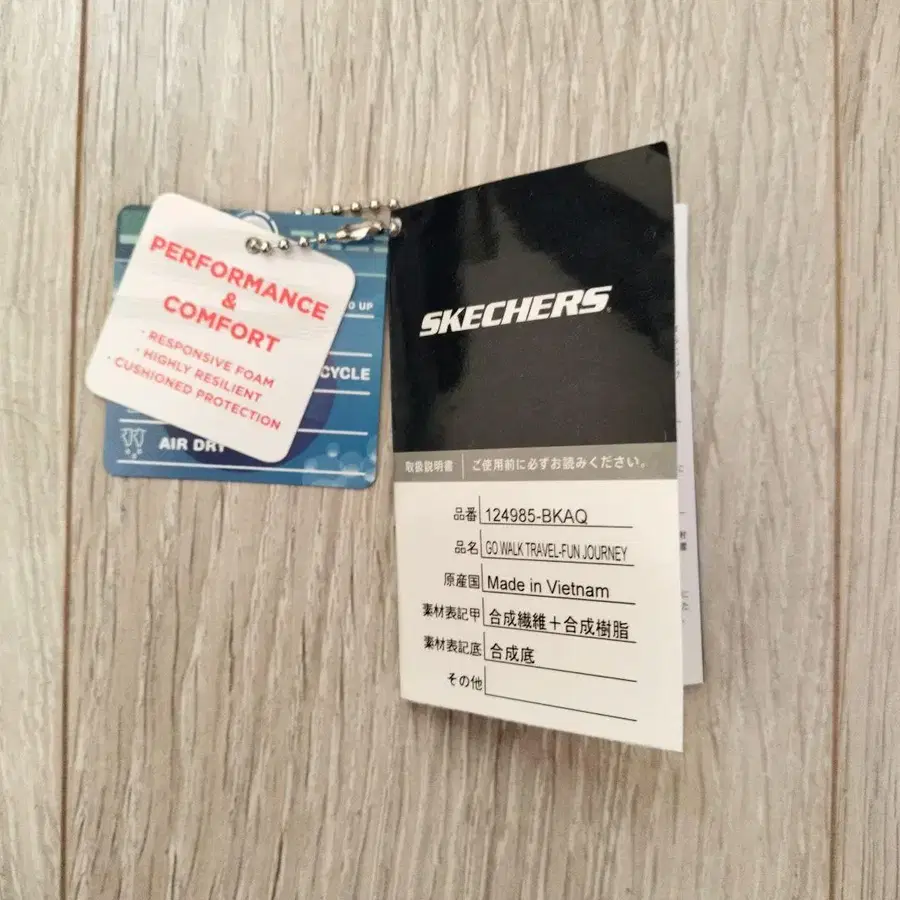 PERFORMANCE
&
COMFORT
· RESPONSIVE FOAM
· HIGHLY RESILIENT
· CUSHIONED PROTECTION
UP
CYCLE
AIR DRY
SKECHERS
取扱説明書 ご使用前に必ずお読みください。
品番 124985-BKAQ
品名 GO WALK TRAVEL-FUN JOURNEY
原産国 Made in Vietnam
素材表記甲 合成繊維+合成樹脂
素材表記底 合成底
その他